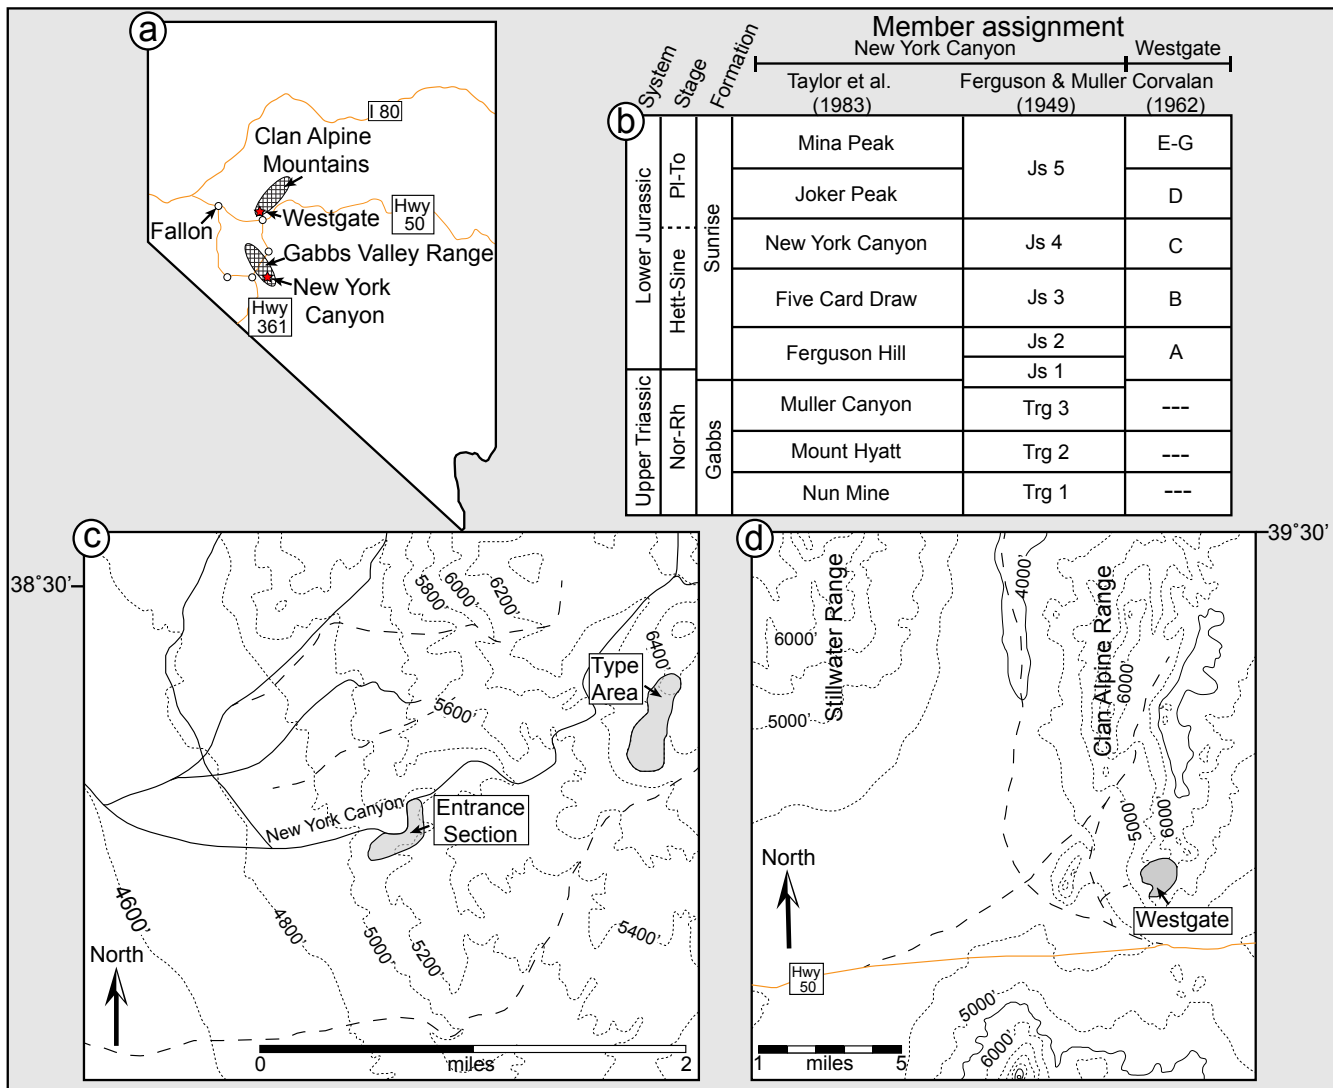 a
I 80
Clan Alpine
Mountains
Westgate
Hwy
50
Fallon
Gabbs Valley Range
New York
Canyon
Hwy
361
b
Member assignment
New York Canyon
Westgate
System
Stage
Formation
Taylor et al.
(1983)
Ferguson & Muller
(1949)
Corvalan
(1962)
Lower Jurassic
Upper Triassic
Pl-To
Hett-Sine
Nor-Rh
Sunrise
Gabbs
Mina Peak
Js 5
E-G
Joker Peak
D
New York Canyon
Js 4
C
Five Card Draw
Js 3
B
Ferguson Hill
Js 2
A
Js 1
Muller Canyon
Trg 3
---
Mount Hyatt
Trg 2
---
Nun Mine
Trg 1
---
c
38°30'
5800'
6000'
6200'
6400'
Type
Area
5600'
New York Canyon
Entrance
Section
4600'
4800'
5000'
5200'
5400'
North
0
miles
2
d
39°30'
Stillwater Range
6000'
5000'
4000'
Clan Alpine Range
6000'
5000'
6000'
North
Westgate
Hwy
50
5000'
6000'
1
miles
5